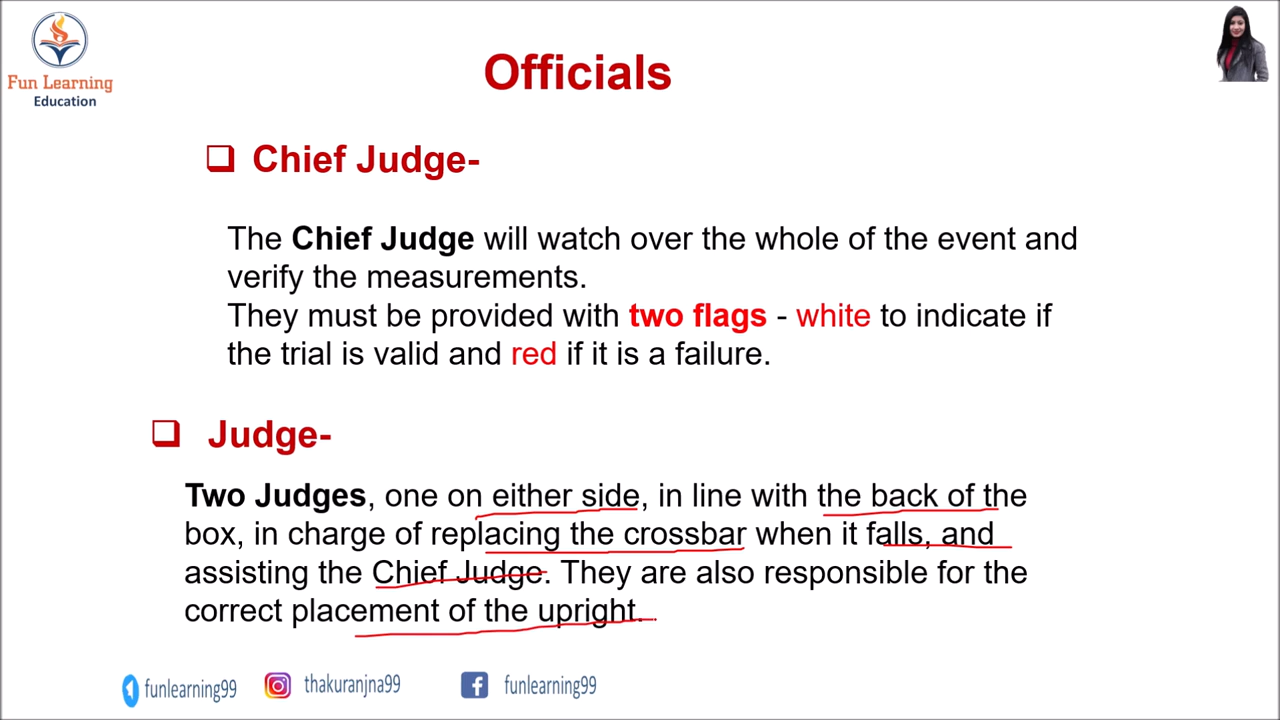 Fun Learning
Education
Officials
Chief Judge-
The Chief Judge will watch over the whole of the event and
verify the measurements.
They must be provided with two flags - white to indicate if
the trial is valid and red if it is a failure.
Judge-
Two Judges, one on either side, in line with the back of the
box, in charge of replacing the crossbar when it falls, and
assisting the Chief Judge. They are also responsible for the
correct placement of the upright.
funlearning99 thakuranjna99 funlearning99